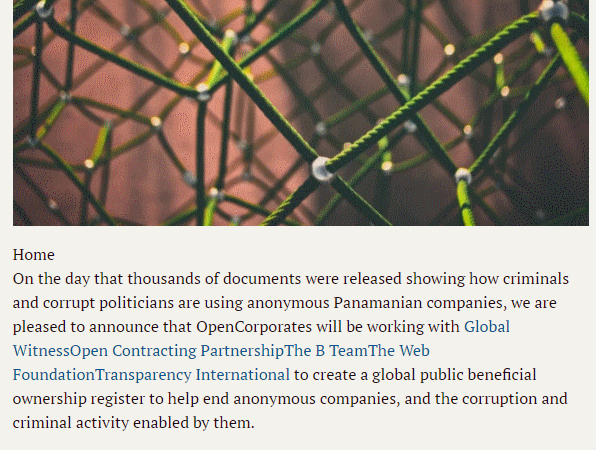 Home
On the day that thousands of documents were released showing how criminals
and corrupt politicians are using anonymous Panamanian companies, we are
pleased to announce that OpenCorporates will be working with Global
WitnessOpen Contracting PartnershipThe B TeamThe Web
FoundationTransparency International to create a global public beneficial
ownership register to help end anonymous companies, and the corruption and
criminal activity enabled by them.